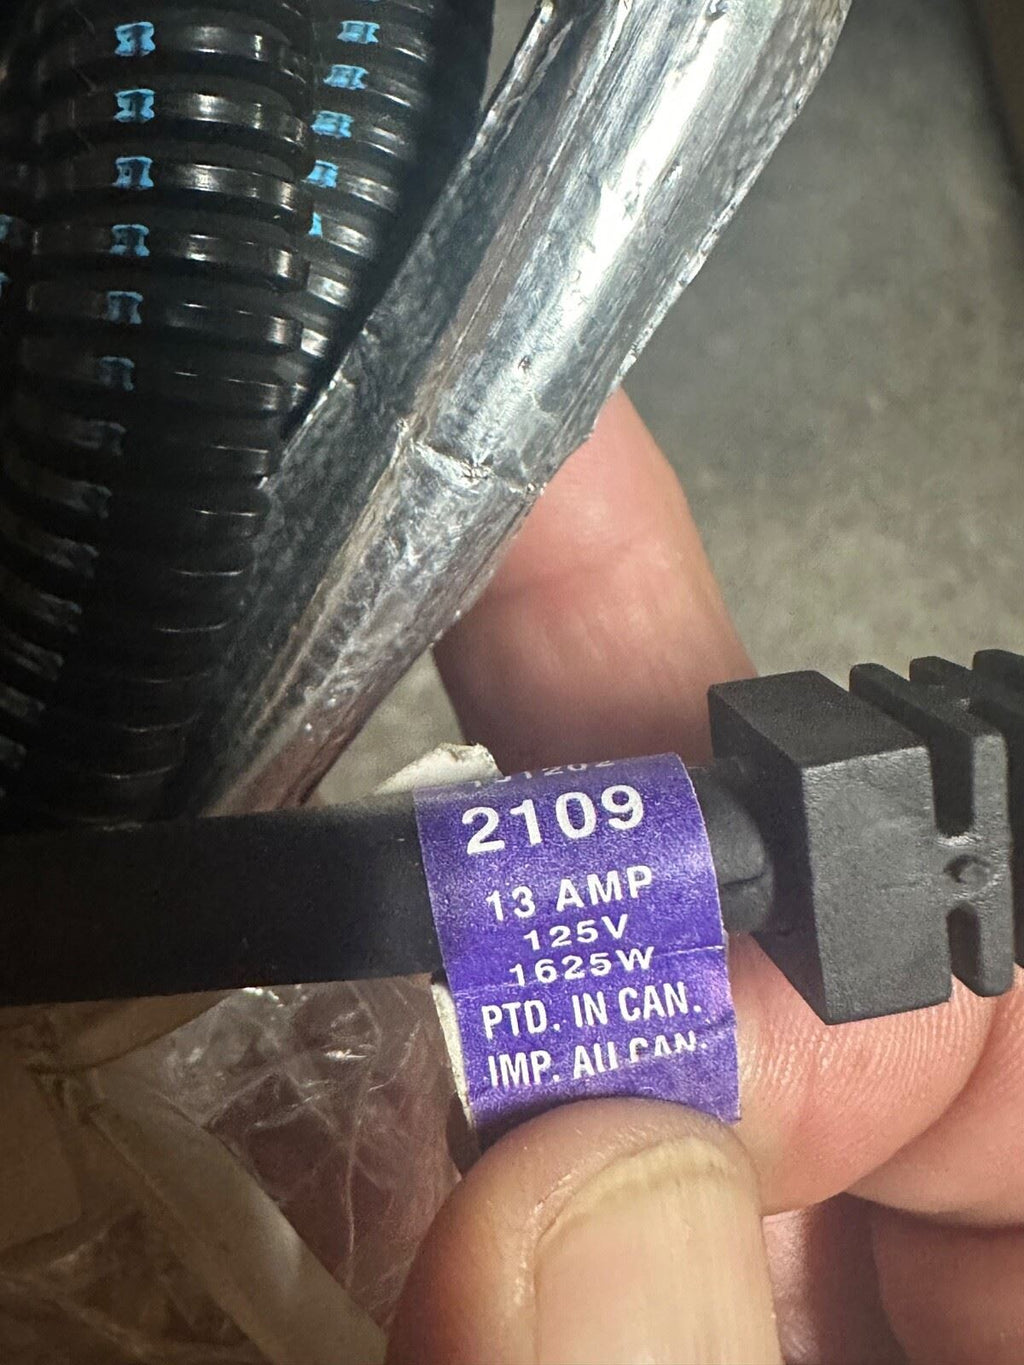 2109
13 AMP
125V
1625W
PTD. IN CAN.
IMP. AU CAN.